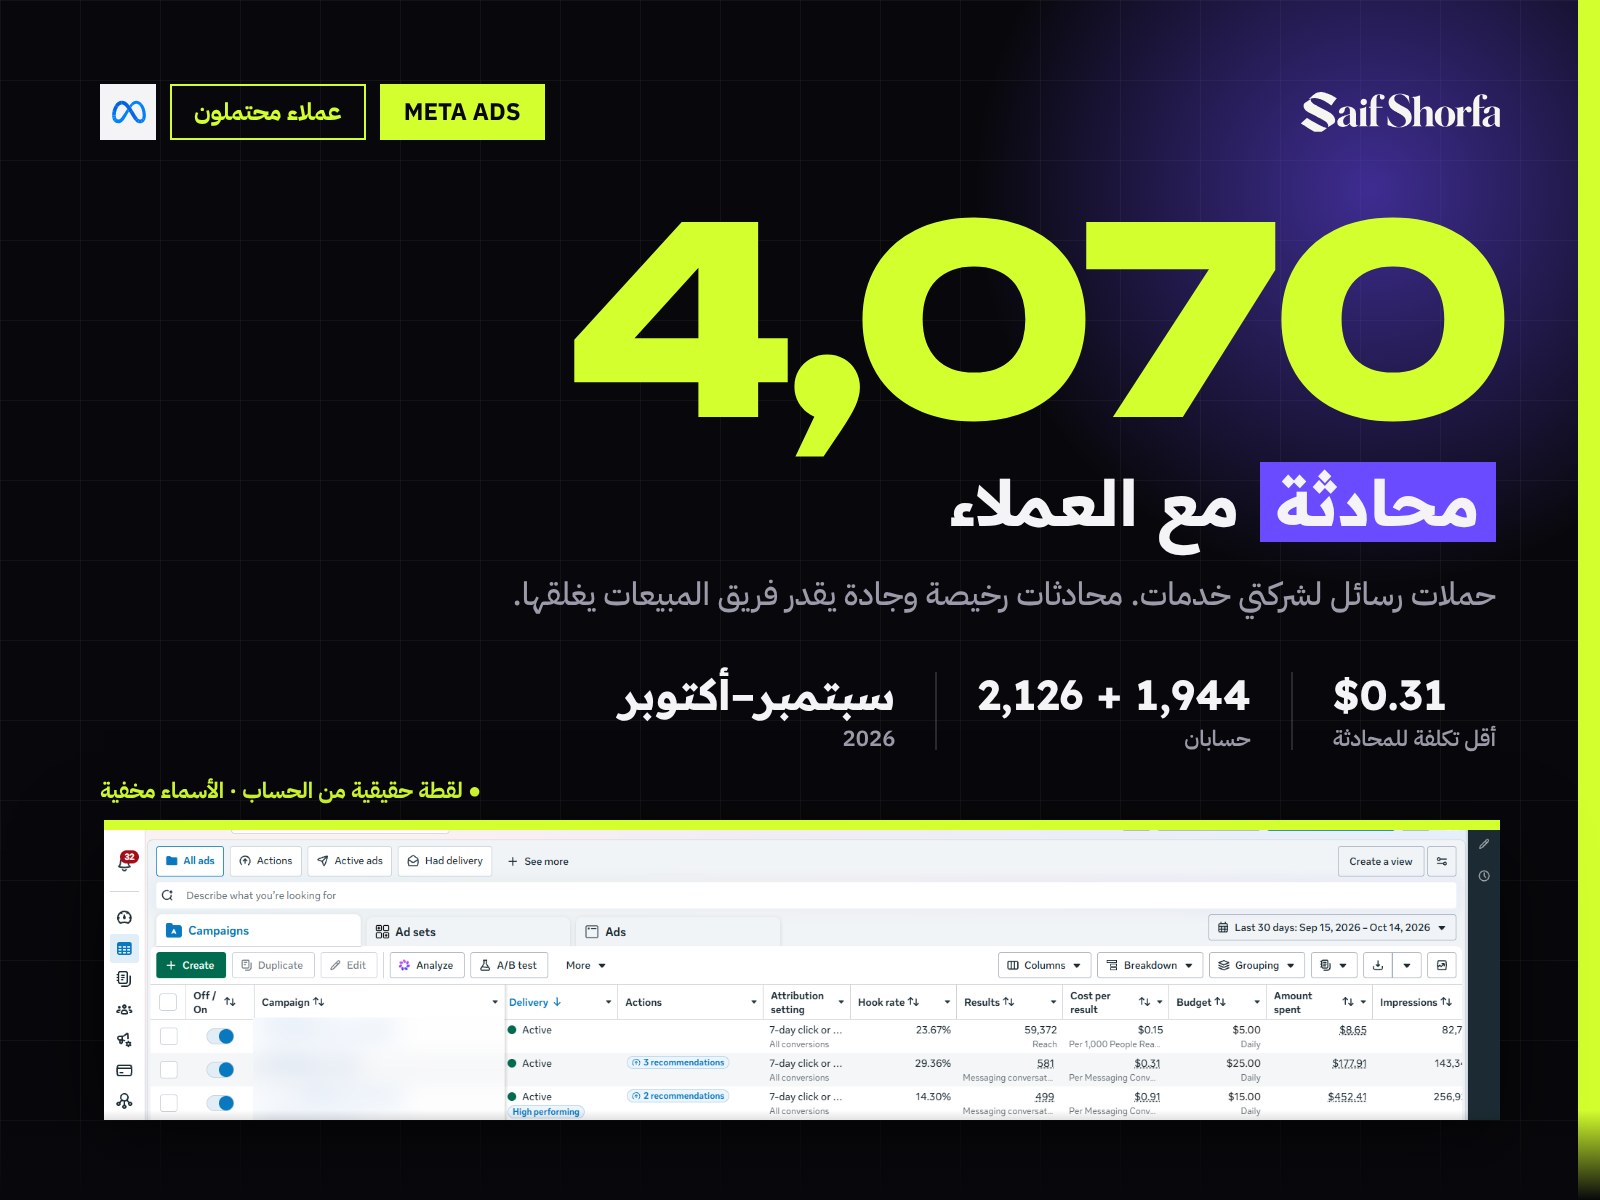 Saif Shorfa
META ADS
عملاء محتملون
4,070
محادثة مع العملاء
حملات رسائل لشركتي خدمات. محادثات رخيصة وجادة يقدر فريق المبيعات يغلقها.
$0.31
أقل تكلفة للمحادثة
2,126 + 1,944
حسابان
سبتمبر–أكتوبر
2026
● لقطة حقيقية من الحساب · الأسماء مخفية
32
All ads Actions Active ads Had delivery + See more Create a view
Describe what you're looking for
Campaigns Ad sets Ads Last 30 days: Sep 15, 2026 – Oct 14, 2026
+ Create Duplicate Edit Analyze A/B test More Columns Breakdown Grouping
Off / On Campaign Delivery Actions Attribution setting Hook rate Results Cost per result Budget Amount spent Impressions
Active 7-day click or ... 23.67% 59,372 $0.15 $5.00 $8.65 82,7
All conversions Reach Per 1,000 People Rea... Daily
Active 3 recommendations 7-day click or ... 29.36% 581 $0.31 $25.00 $177.91 143,3
All conversions Messaging conversat... Per Messaging Conv... Daily
Active 2 recommendations 7-day click or ... 14.30% 499 $0.91 $15.00 $452.41 256,9
High performing All conversions Messaging conversat... Per Messaging Conv... Daily